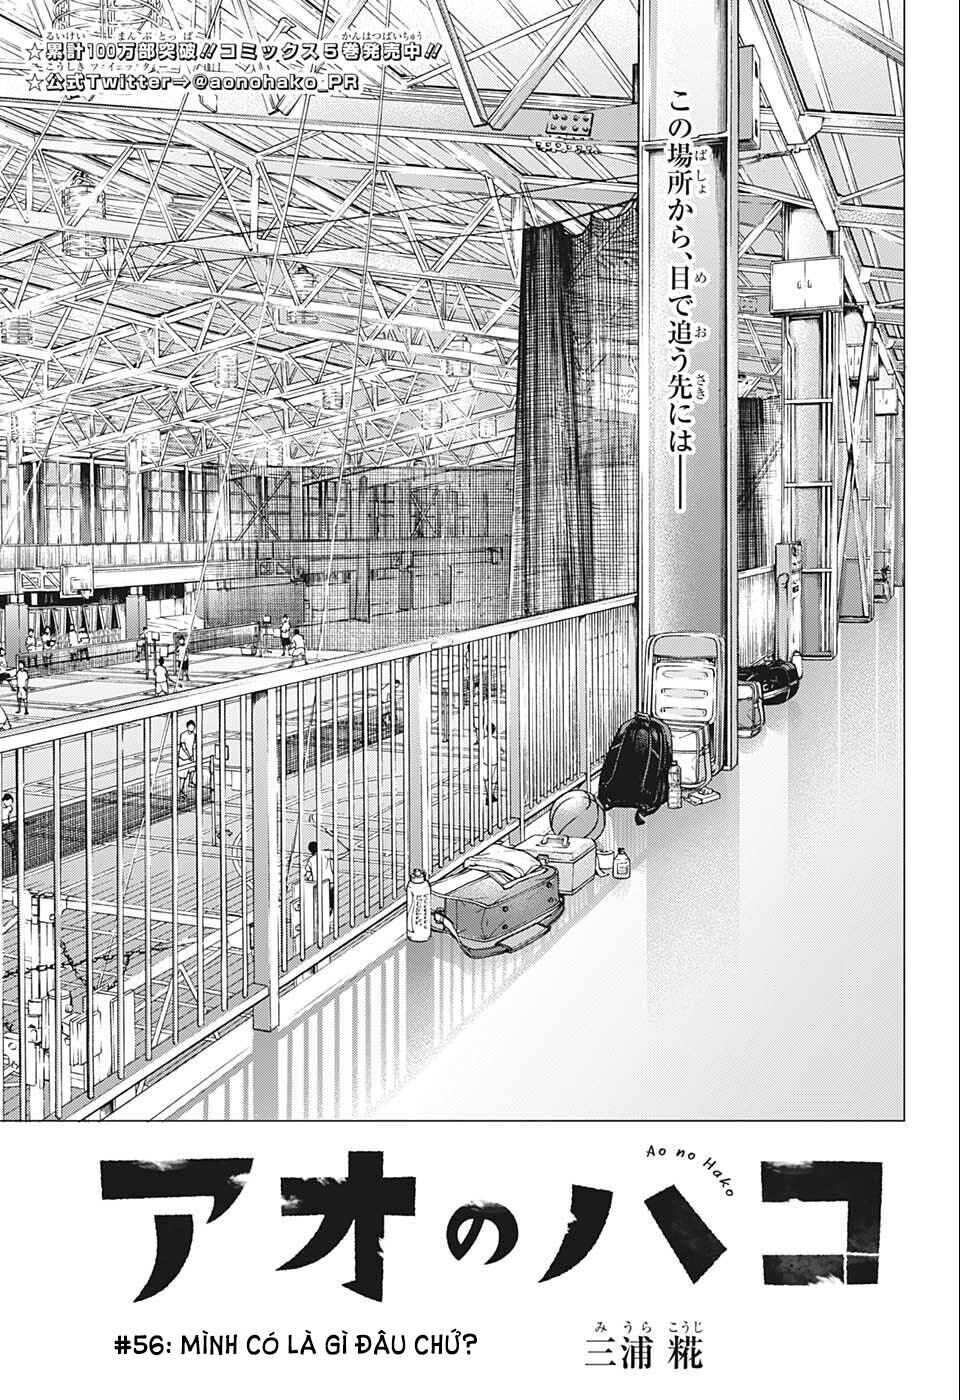 ★累計100万部突破!!コミックス5巻発売中!!
★公式Twitter→@aonohako_PR
この場所から、目で追う先には――
アオのハコ
Ao no Hako
#56: MÌNH CÓ LÀ GÌ ĐÂU CHỨ?
三浦 糀